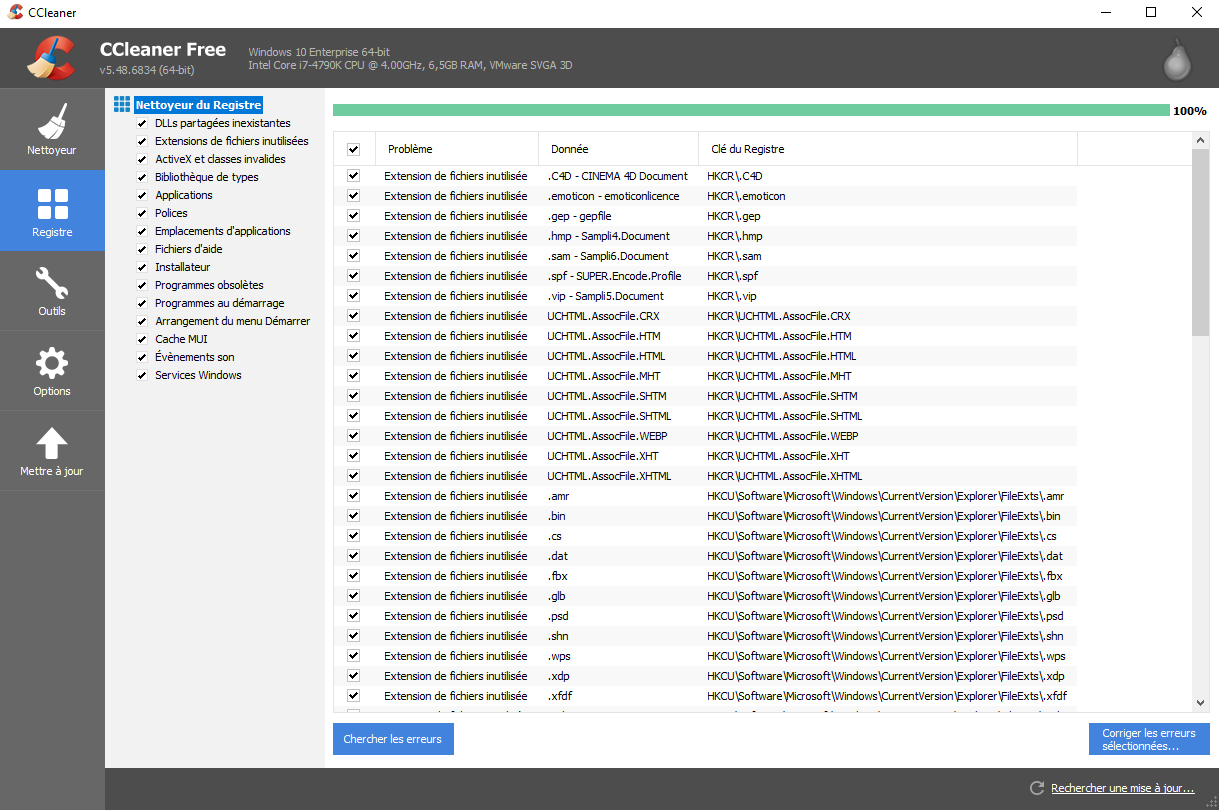 CCleaner
CCleaner Free
v5.48.6834 (64-bit)
Windows 10 Enterprise 64-bit
Intel Core i7-4790K CPU @ 4.00GHz, 6,5GB RAM, VMware SVGA 3D
Nettoyeur
Registre
Outils
Options
Mettre à jour
Nettoyeur du Registre
DLLs partagées inexistantes
Extensions de fichiers inutilisées
ActiveX et classes invalides
Bibliothèque de types
Applications
Polices
Emplacements d'applications
Fichiers d'aide
Installateur
Programmes obsolètes
Programmes au démarrage
Arrangement du menu Démarrer
Cache MUI
Évènements son
Services Windows
100%
Problème Donnée Clé du Registre
Extension de fichiers inutilisée .C4D - CINEMA 4D Document HKCR\.C4D
Extension de fichiers inutilisée .emoticon - emoticonlicence HKCR\.emoticon
Extension de fichiers inutilisée .gep - gepfile HKCR\.gep
Extension de fichiers inutilisée .hmp - Sampli4.Document HKCR\.hmp
Extension de fichiers inutilisée .sam - Sampli6.Document HKCR\.sam
Extension de fichiers inutilisée .spf - SUPER.Encode.Profile HKCR\.spf
Extension de fichiers inutilisée .vip - Sampli5.Document HKCR\.vip
Extension de fichiers inutilisée UCHTML.AssocFile.CRX HKCR\UCHTML.AssocFile.CRX
Extension de fichiers inutilisée UCHTML.AssocFile.HTM HKCR\UCHTML.AssocFile.HTM
Extension de fichiers inutilisée UCHTML.AssocFile.HTML HKCR\UCHTML.AssocFile.HTML
Extension de fichiers inutilisée UCHTML.AssocFile.MHT HKCR\UCHTML.AssocFile.MHT
Extension de fichiers inutilisée UCHTML.AssocFile.SHTM HKCR\UCHTML.AssocFile.SHTM
Extension de fichiers inutilisée UCHTML.AssocFile.SHTML HKCR\UCHTML.AssocFile.SHTML
Extension de fichiers inutilisée UCHTML.AssocFile.WEBP HKCR\UCHTML.AssocFile.WEBP
Extension de fichiers inutilisée UCHTML.AssocFile.XHT HKCR\UCHTML.AssocFile.XHT
Extension de fichiers inutilisée UCHTML.AssocFile.XHTML HKCR\UCHTML.AssocFile.XHTML
Extension de fichiers inutilisée .amr HKCU\Software\Microsoft\Windows\CurrentVersion\Explorer\FileExts\.amr
Extension de fichiers inutilisée .bin HKCU\Software\Microsoft\Windows\CurrentVersion\Explorer\FileExts\.bin
Extension de fichiers inutilisée .cs HKCU\Software\Microsoft\Windows\CurrentVersion\Explorer\FileExts\.cs
Extension de fichiers inutilisée .dat HKCU\Software\Microsoft\Windows\CurrentVersion\Explorer\FileExts\.dat
Extension de fichiers inutilisée .fbx HKCU\Software\Microsoft\Windows\CurrentVersion\Explorer\FileExts\.fbx
Extension de fichiers inutilisée .glb HKCU\Software\Microsoft\Windows\CurrentVersion\Explorer\FileExts\.glb
Extension de fichiers inutilisée .psd HKCU\Software\Microsoft\Windows\CurrentVersion\Explorer\FileExts\.psd
Extension de fichiers inutilisée .shn HKCU\Software\Microsoft\Windows\CurrentVersion\Explorer\FileExts\.shn
Extension de fichiers inutilisée .wps HKCU\Software\Microsoft\Windows\CurrentVersion\Explorer\FileExts\.wps
Extension de fichiers inutilisée .xdp HKCU\Software\Microsoft\Windows\CurrentVersion\Explorer\FileExts\.xdp
Extension de fichiers inutilisée .xfdf HKCU\Software\Microsoft\Windows\CurrentVersion\Explorer\FileExts\.xfdf
Chercher les erreurs
Corriger les erreurs
sélectionnées...
Rechercher une mise à jour...